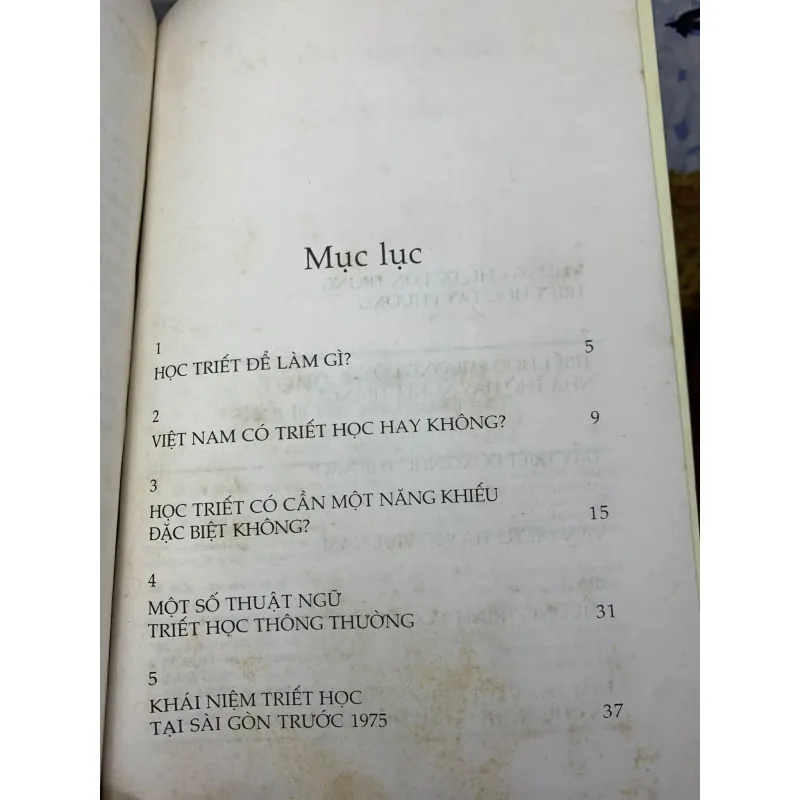 Mục lục
1
HỌC TRIẾT ĐỂ LÀM GÌ? 5
2
VIỆT NAM CÓ TRIẾT HỌC HAY KHÔNG? 9
3
HỌC TRIẾT CÓ CẦN MỘT NĂNG KHIẾU
ĐẶC BIỆT KHÔNG? 15
4
MỘT SỐ THUẬT NGỮ
TRIẾT HỌC THÔNG THƯỜNG 31
5
KHÁI NIỆM TRIẾT HỌC
TẠI SÀI GÒN TRƯỚC 1975 37